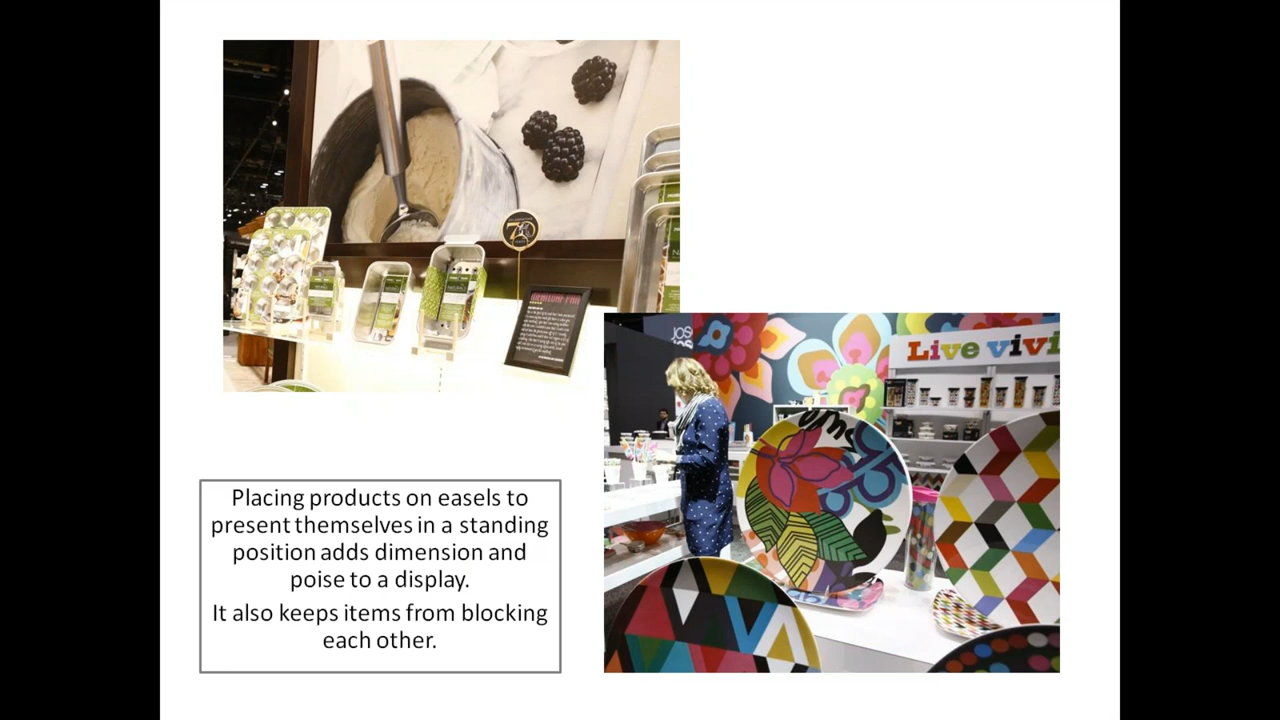 70
Live vivi
Placing products on easels to
present themselves in a standing
position adds dimension and
poise to a display.
It also keeps items from blocking
each other.